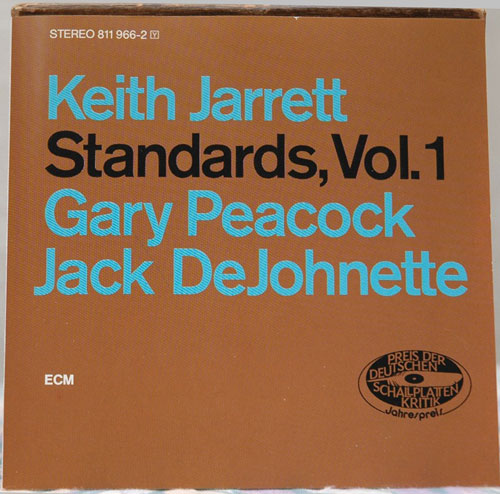 STEREO 811 966-2 Y
Keith Jarrett
Standards, Vol. 1
Gary Peacock
Jack DeJohnette
ECM
PREIS DER
DEUTSCHEN
SCHALLPLATTEN
KRITIK
Jahrespreis